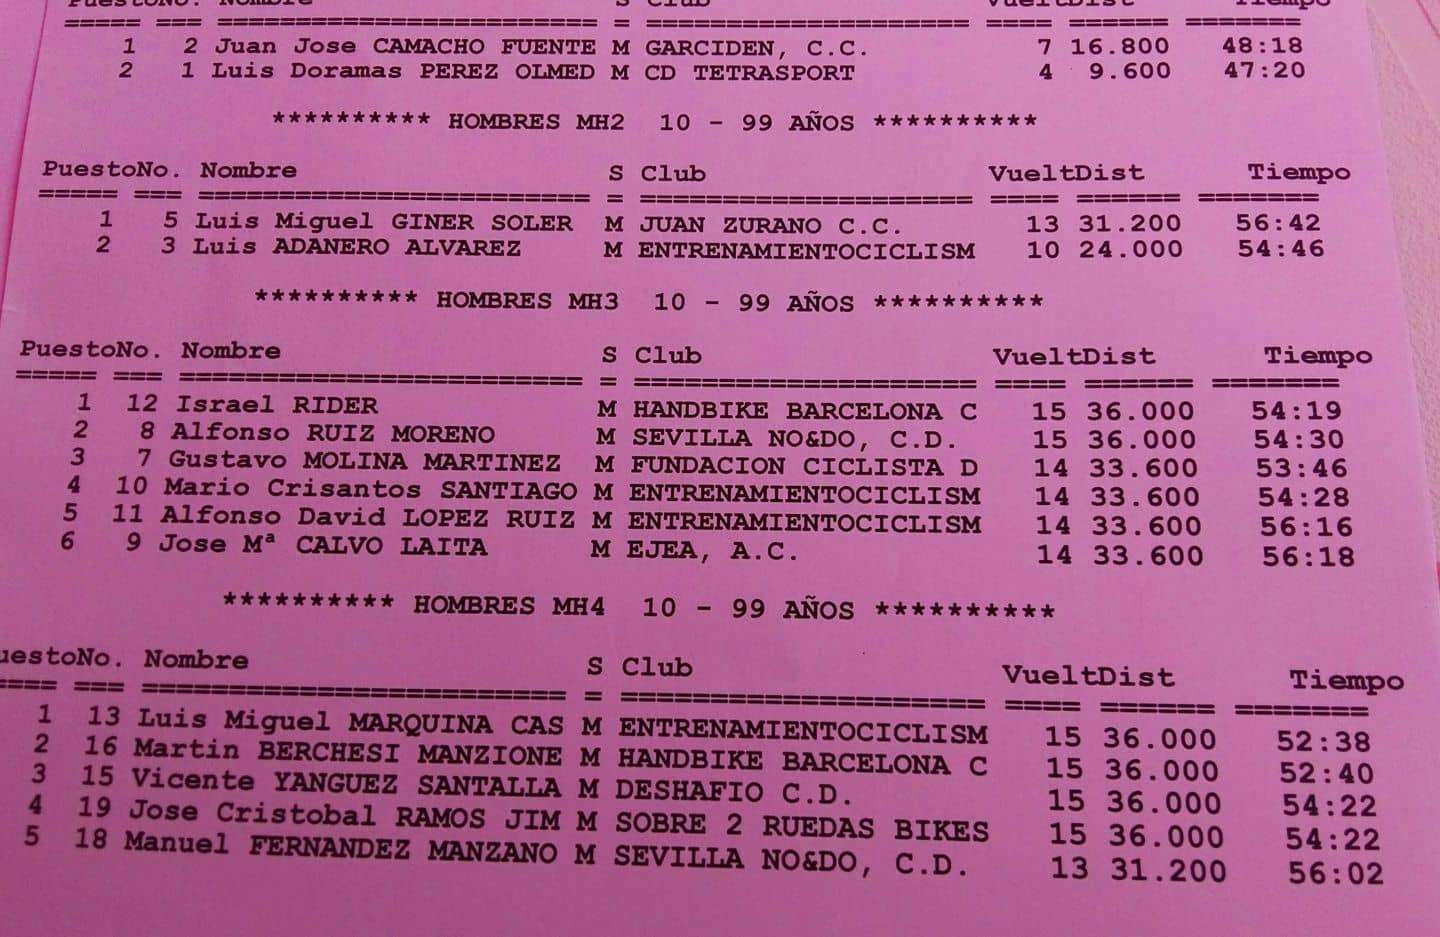 PuestoNo. Nombre S Club VueltDist Tiempo
===== === ========================= = ===================== ==== ====== =======
1 2 Juan Jose CAMACHO FUENTE M GARCIDEN, C.C. 7 16.800 48:18
2 1 Luis Doramas PEREZ OLMED M CD TETRASPORT 4 9.600 47:20
********** HOMBRES MH2 10 - 99 AÑOS **********
PuestoNo. Nombre S Club VueltDist Tiempo
===== === ========================= = ===================== ==== ====== =======
1 5 Luis Miguel GINER SOLER M JUAN ZURANO C.C. 13 31.200 56:42
2 3 Luis ADANERO ALVAREZ M ENTRENAMIENTOCICLISM 10 24.000 54:46
********** HOMBRES MH3 10 - 99 AÑOS **********
PuestoNo. Nombre S Club VueltDist Tiempo
===== === ========================= = ===================== ==== ====== =======
1 12 Israel RIDER M HANDBIKE BARCELONA C 15 36.000 54:19
2 8 Alfonso RUIZ MORENO M SEVILLA NO&DO, C.D. 15 36.000 54:30
3 7 Gustavo MOLINA MARTINEZ M FUNDACION CICLISTA D 14 33.600 53:46
4 10 Mario Crisantos SANTIAGO M ENTRENAMIENTOCICLISM 14 33.600 54:28
5 11 Alfonso David LOPEZ RUIZ M ENTRENAMIENTOCICLISM 14 33.600 56:16
6 9 Jose Mª CALVO LAITA M EJEA, A.C. 14 33.600 56:18
********** HOMBRES MH4 10 - 99 AÑOS **********
uestoNo. Nombre S Club VueltDist Tiempo
==== === ========================= = ===================== ==== ====== =======
1 13 Luis Miguel MARQUINA CAS M ENTRENAMIENTOCICLISM 15 36.000 52:38
2 16 Martin BERCHESI MANZIONE M HANDBIKE BARCELONA C 15 36.000 52:40
3 15 Vicente YANGUEZ SANTALLA M DESHAFIO C.D. 15 36.000 54:22
4 19 Jose Cristobal RAMOS JIM M SOBRE 2 RUEDAS BIKES 15 36.000 54:22
5 18 Manuel FERNANDEZ MANZANO M SEVILLA NO&DO, C.D. 13 31.200 56:02